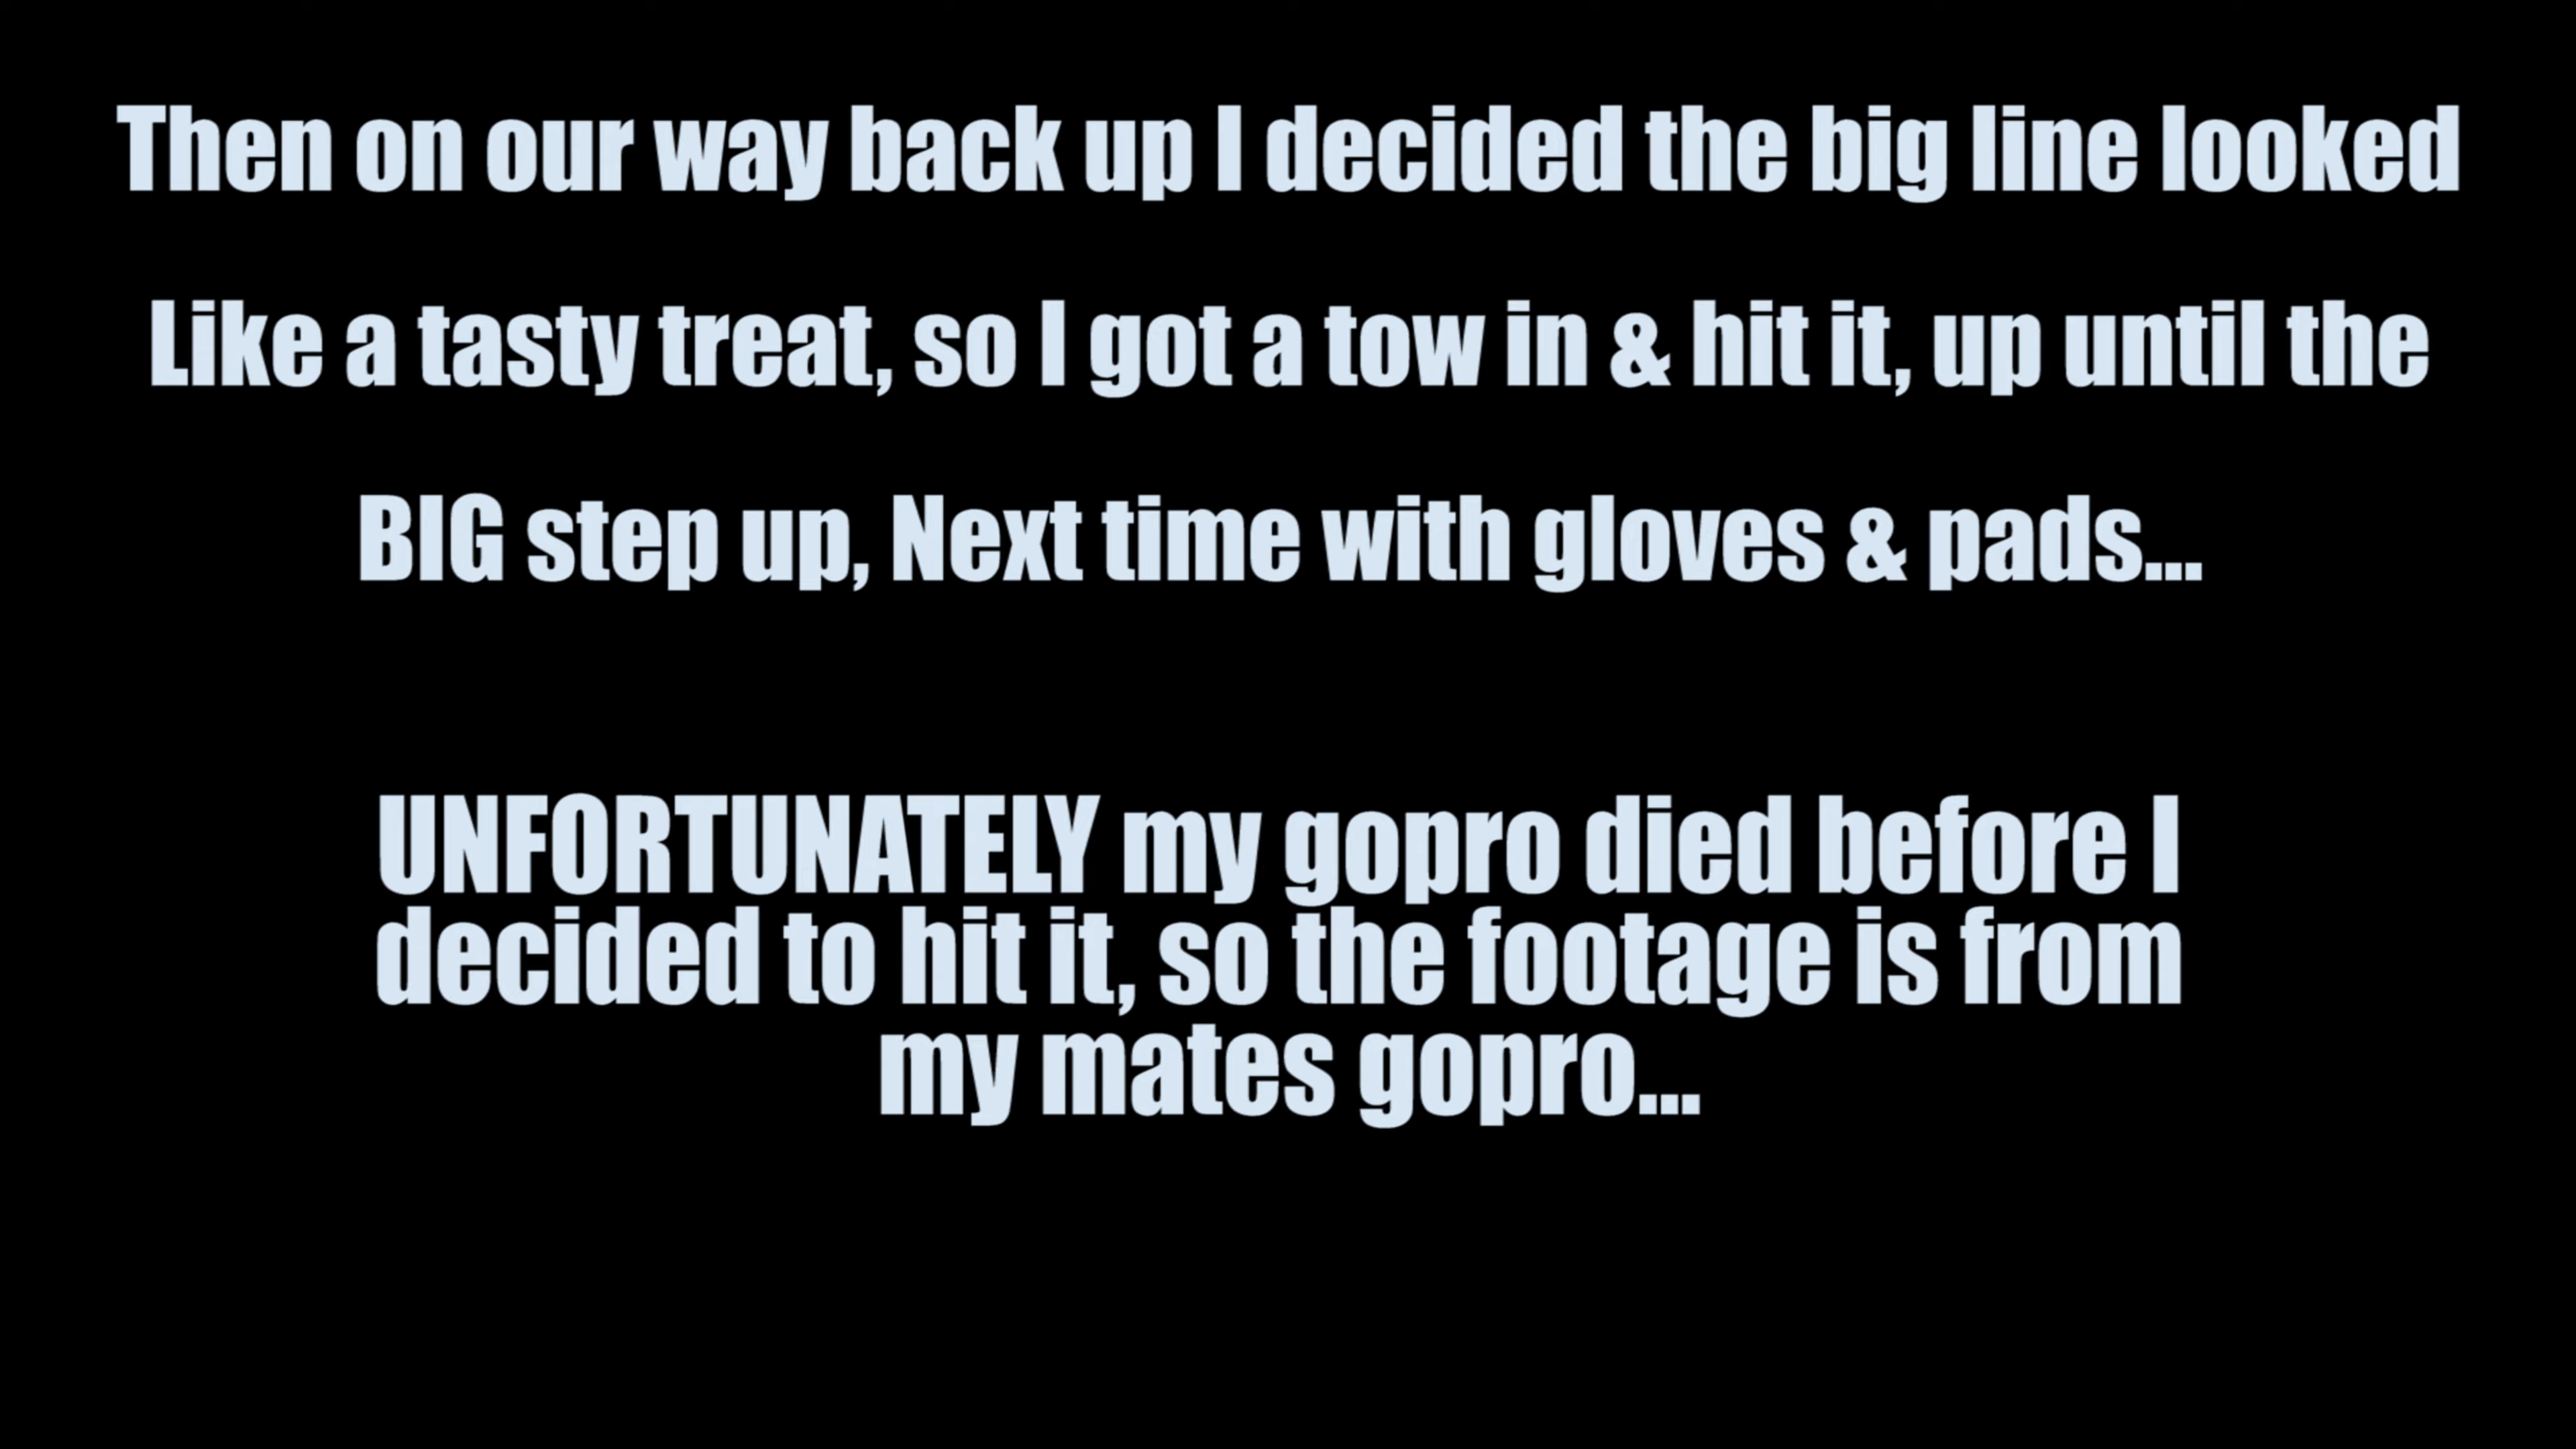 Then on our way back up I decided the big line looked
Like a tasty treat, so I got a tow in & hit it, up until the
BIG step up, Next time with gloves & pads...
UNFORTUNATELY my gopro died before I
decided to hit it, so the footage is from
my mates gopro...